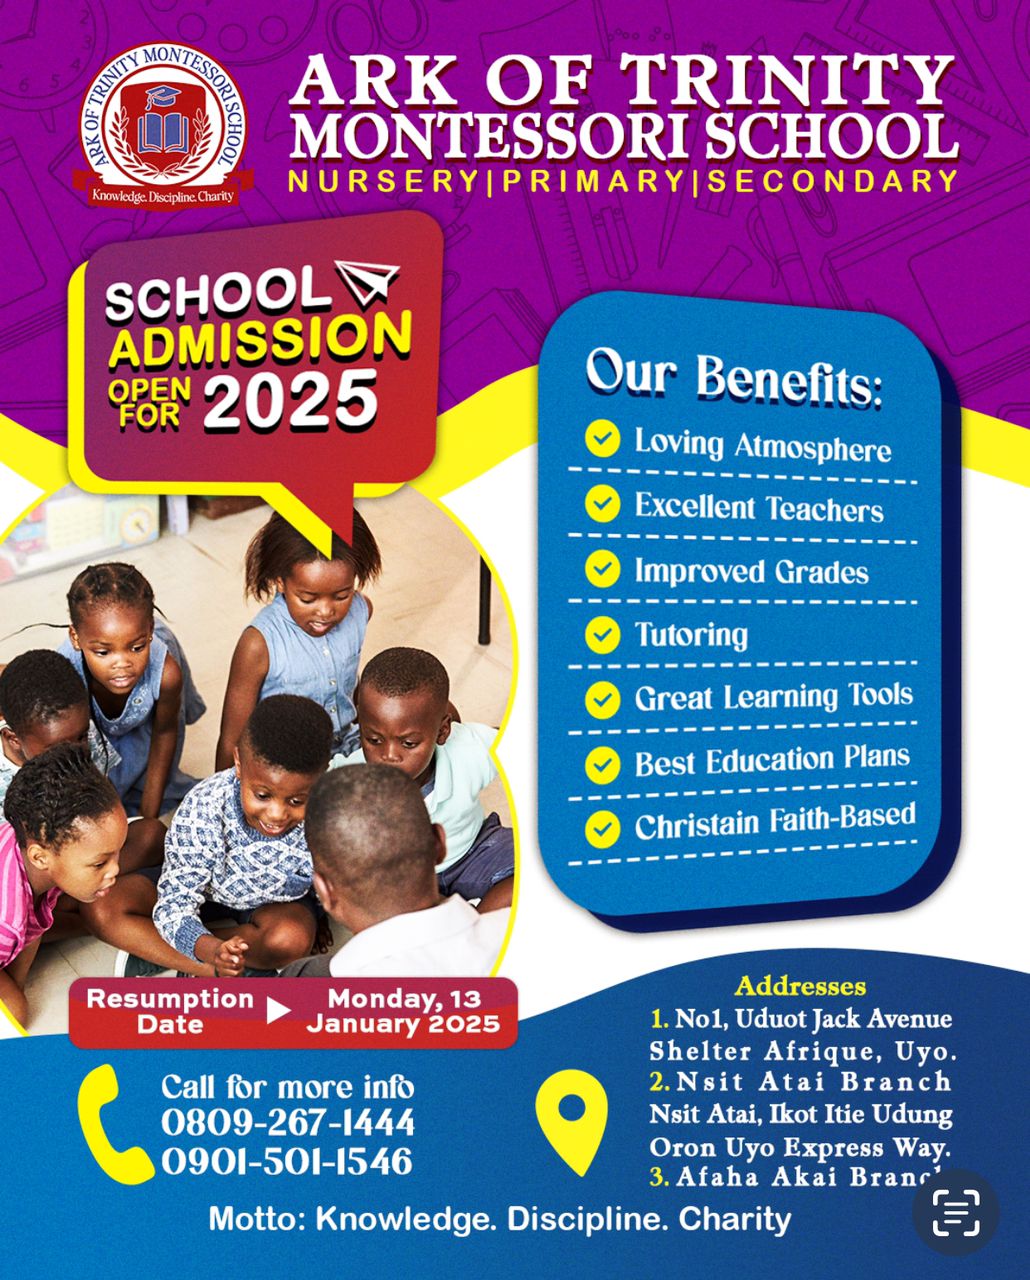 ARK OF TRINITY MONTESSORI SCHOOL
Knowledge. Discipline. Charity
ARK OF TRINITY
MONTESSORI SCHOOL
NURSERY|PRIMARY|SECONDARY
SCHOOL
ADMISSION
OPEN
FOR 2025
Our Benefits:
Loving Atmosphere
Excellent Teachers
Improved Grades
Tutoring
Great Learning Tools
Best Education Plans
Christain Faith-Based
Resumption
Date
Monday, 13
January 2025
Call for more info
0809-267-1444
0901-501-1546
Addresses
1. No1, Uduot Jack Avenue
Shelter Afrique, Uyo.
2. Nsit Atai Branch
Nsit Atai, Ikot Itie Udung
Oron Uyo Express Way.
3. Afaha Akai Branch
Motto: Knowledge. Discipline. Charity